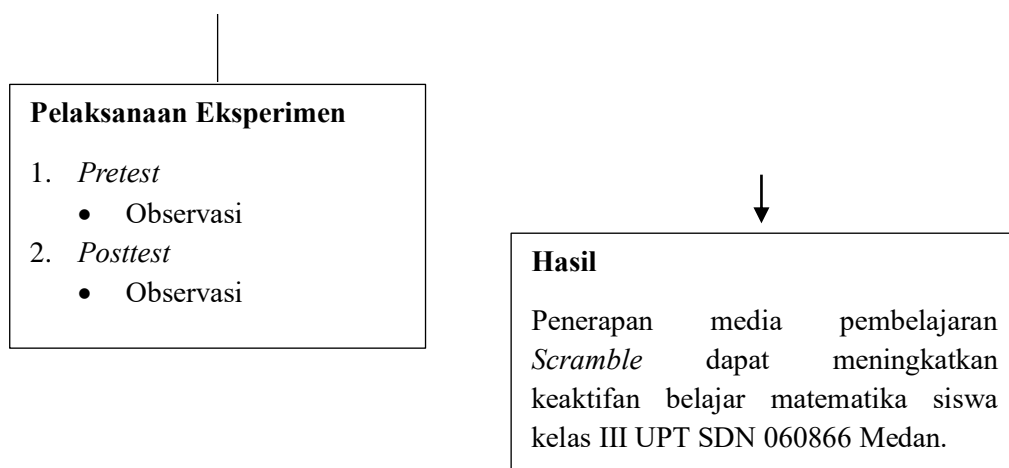 Pelaksanaan Eksperimen
1. Pretest
• Observasi
2. Posttest
• Observasi
Hasil
Penerapan media pembelajaran
Scramble dapat meningkatkan
keaktifan belajar matematika siswa
kelas III UPT SDN 060866 Medan.